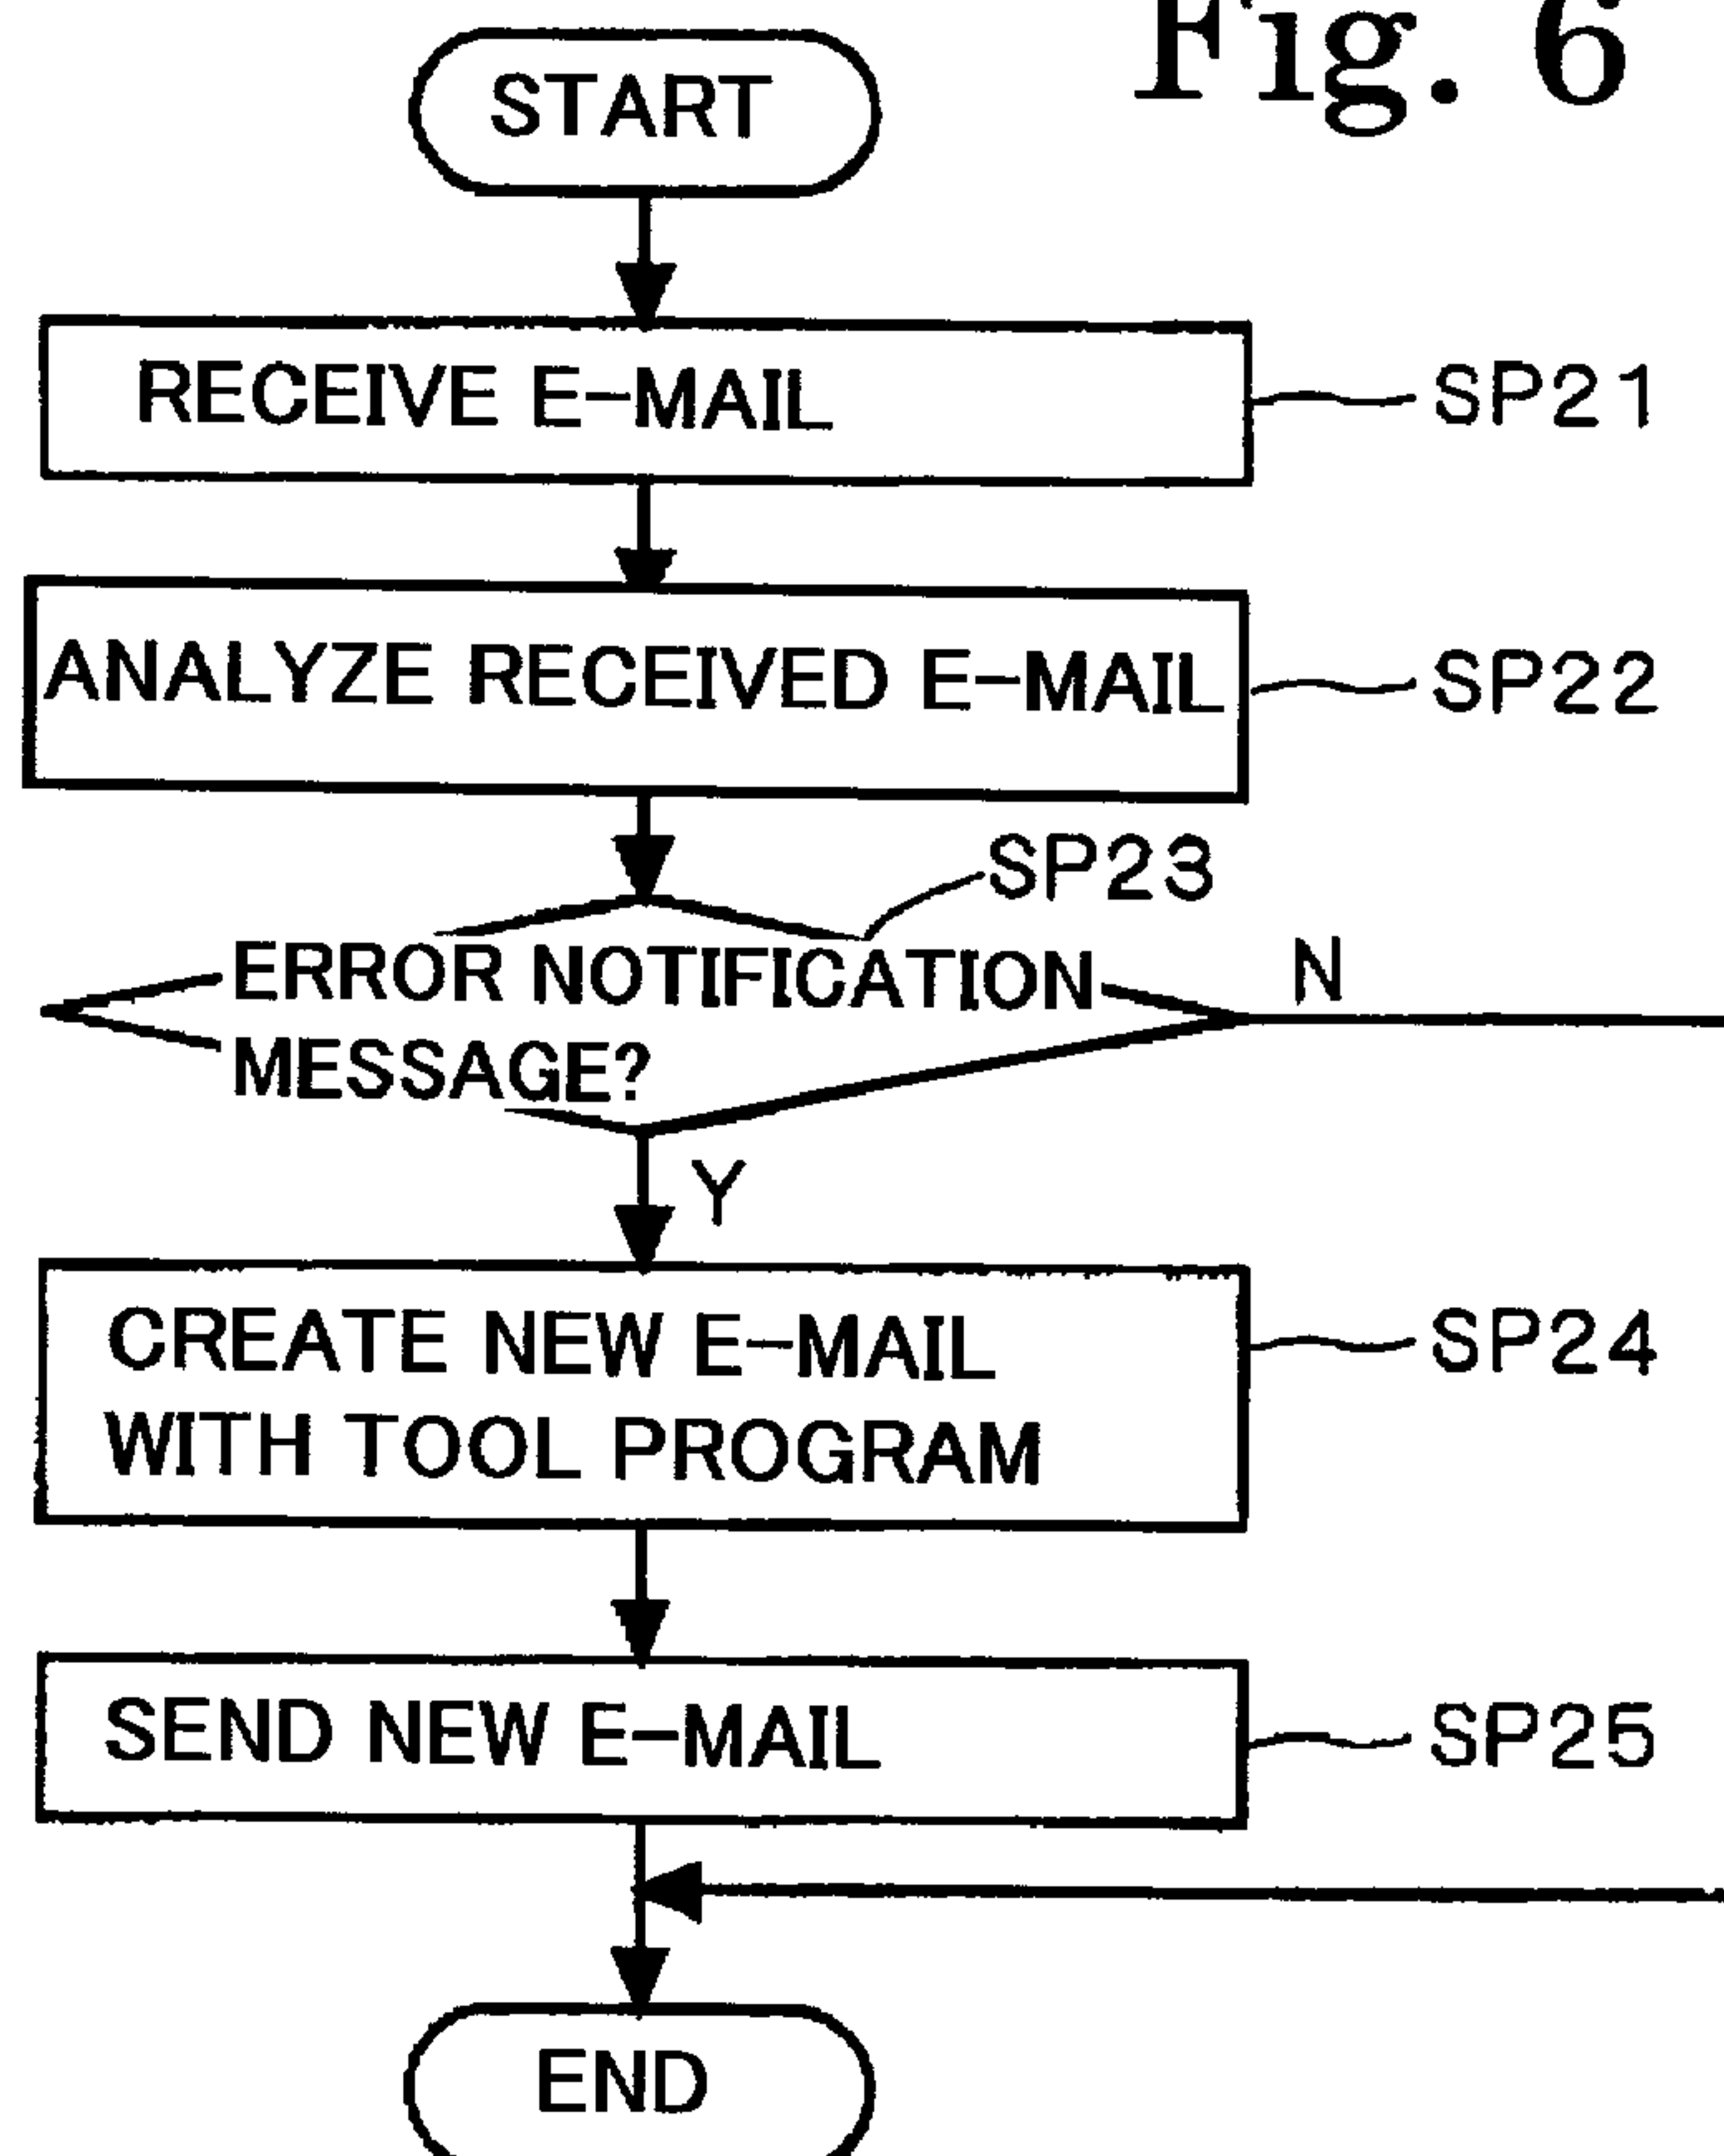 Fig. 6
START
RECEIVE E-MAIL
SP21
ANALYZE RECEIVED E-MAIL
SP22
SP23
ERROR NOTIFICATION
MESSAGE?
N
Y
CREATE NEW E-MAIL
WITH TOOL PROGRAM
SP24
SEND NEW E-MAIL
SP25
END